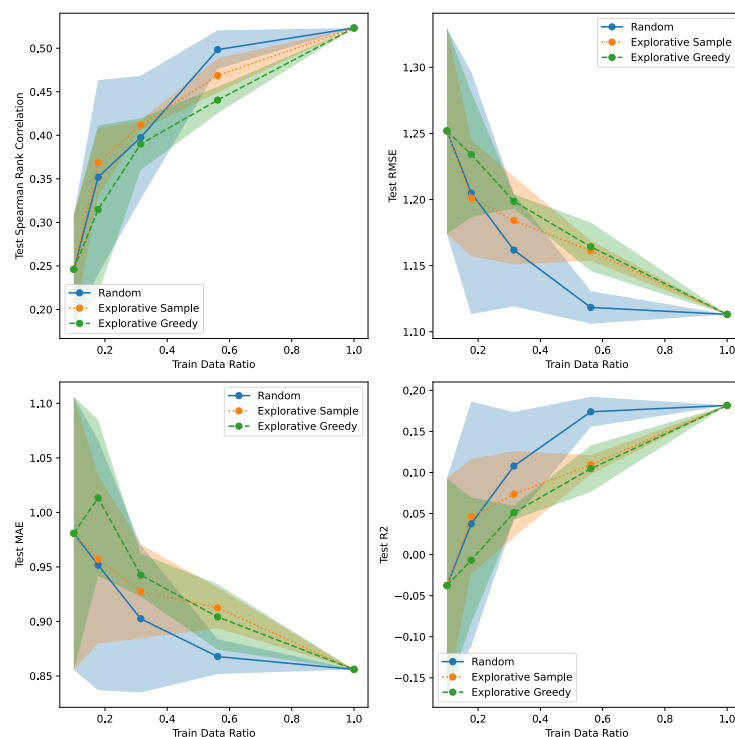 0.50
0.45
0.40
0.35
0.30
0.25
0.20
Test Spearman Rank Correlation
Random
Explorative Sample
Explorative Greedy
0.2 0.4 0.6 0.8 1.0
Train Data Ratio
1.30
1.25
1.20
1.15
1.10
Test RMSE
Random
Explorative Sample
Explorative Greedy
0.2 0.4 0.6 0.8 1.0
Train Data Ratio
1.10
1.05
1.00
0.95
0.90
0.85
Test MAE
Random
Explorative Sample
Explorative Greedy
0.2 0.4 0.6 0.8 1.0
Train Data Ratio
0.20
0.15
0.10
0.05
0.00
−0.05
−0.10
−0.15
Test R2
Random
Explorative Sample
Explorative Greedy
0.2 0.4 0.6 0.8 1.0
Train Data Ratio